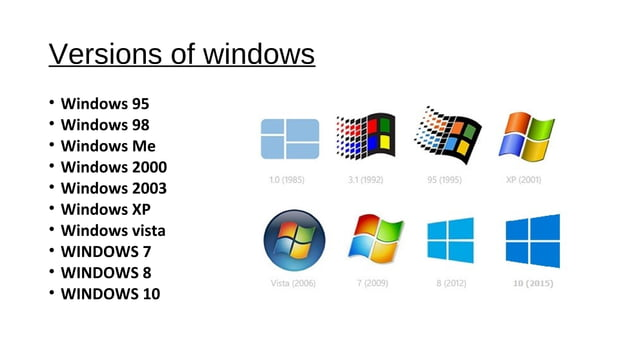 Versions of windows
• Windows 95
• Windows 98
• Windows Me
• Windows 2000
• Windows 2003
• Windows XP
• Windows vista
• WINDOWS 7
• WINDOWS 8
• WINDOWS 10
1.0 (1985) 3.1 (1992) 95 (1995) XP (2001)
Vista (2006) 7 (2009) 8 (2012) 10 (2015)